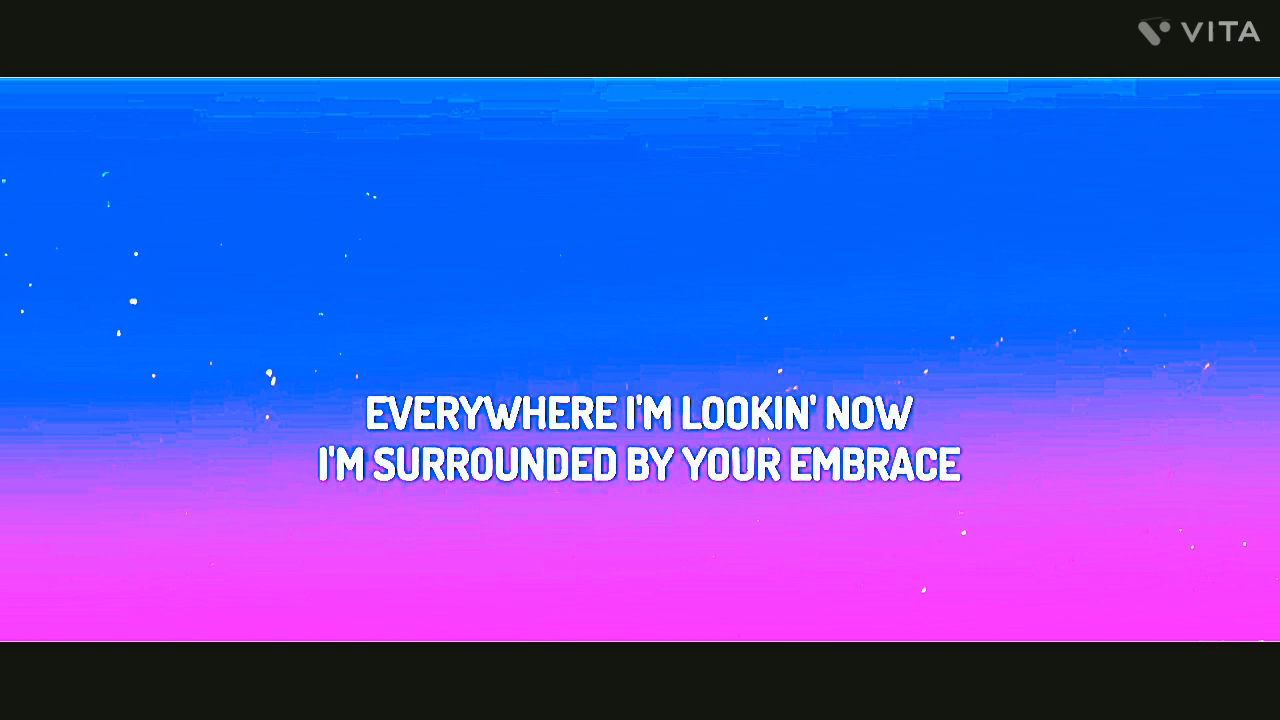 VITA
EVERYWHERE I'M LOOKIN' NOW
I'M SURROUNDED BY YOUR EMBRACE